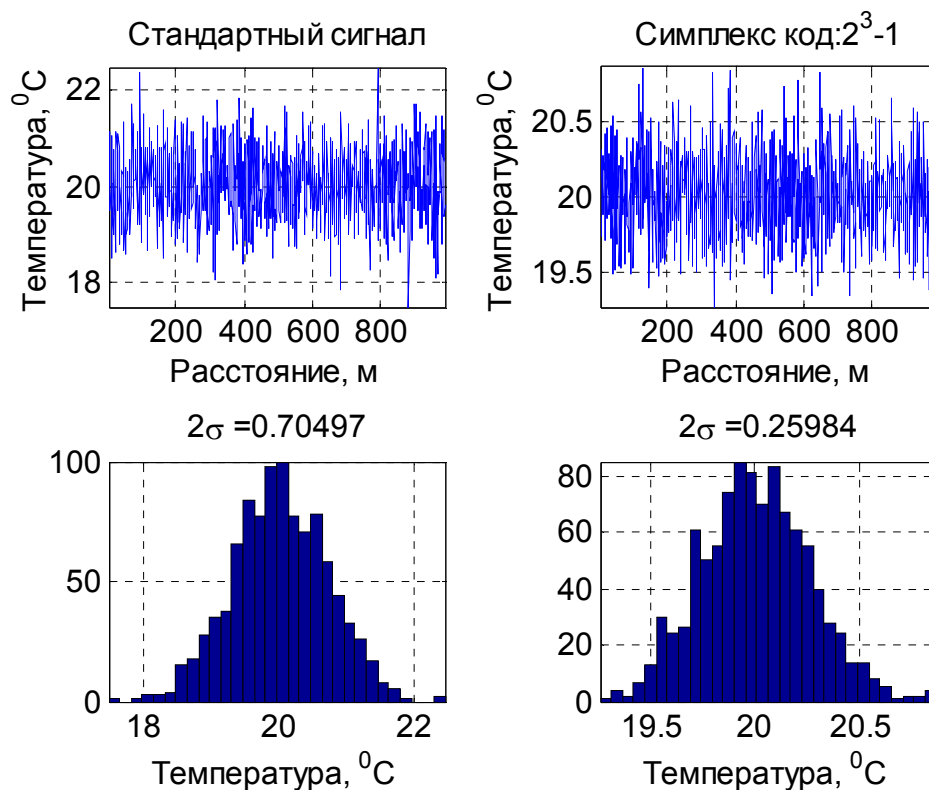 Стандартный сигнал
Температура, ⁰C
22
20
18
200 400 600 800
Расстояние, м
Симплекс код:2³-1
Температура, ⁰C
20.5
20
19.5
200 400 600 800
Расстояние, м
2σ =0.70497
100
50
0
18 20 22
Температура, ⁰C
2σ =0.25984
80
60
40
20
0
19.5 20 20.5
Температура, ⁰C